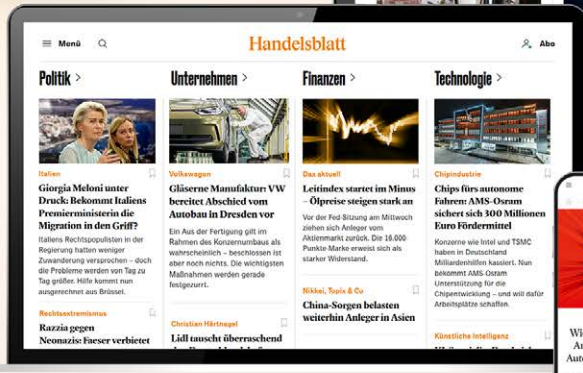 Menü
Handelsblatt
Abo
Politik >
Unternehmen >
Finanzen >
Technologie >
Italien
Giorgia Meloni unter
Druck: Bekommt Italiens
Premierministerin die
Migration in den Griff?
Italiens Rechtspopulisten in der
Regierung hatten weniger
Zuwanderung versprochen – doch
die Probleme werden von Tag zu
Tag größer. Hilfe kommt nun
ausgerechnet aus Brüssel.
Rechtsextremismus
Razzia gegen
Neonazis: Faeser verbietet
Volkswagen
Gläserne Manufaktur: VW
bereitet Abschied vom
Autobau in Dresden vor
Ein Aus der Fertigung gilt im
Rahmen des Konzernumbaus als
wahrscheinlich – beschlossen ist
aber noch nichts. Die wichtigsten
Maßnahmen werden gerade
festgezurrt.
Christian Härtnagel
Lidl tauscht überraschend
Dax aktuell
Leitindex startet im Minus
– Ölpreise steigen stark an
Vor der Fed-Sitzung am Mittwoch
ziehen sich Anleger vom
Aktienmarkt zurück. Die 16.000
Punkte-Marke erweist sich als
starker Widerstand.
Nikkei, Topix & Co
China-Sorgen belasten
weiterhin Anleger in Asien
Chipindustrie
Chips fürs autonome
Fahren: AMS-Osram
sichert sich 300 Millionen
Euro Fördermittel
Konzerne wie Intel und TSMC
haben in Deutschland
Milliardenhilfen kassiert. Nun
bekommt AMS-Osram
Unterstützung für die
Chipentwicklung – und will dafür
Arbeitsplätze schaffen.
Künstliche Intelligenz